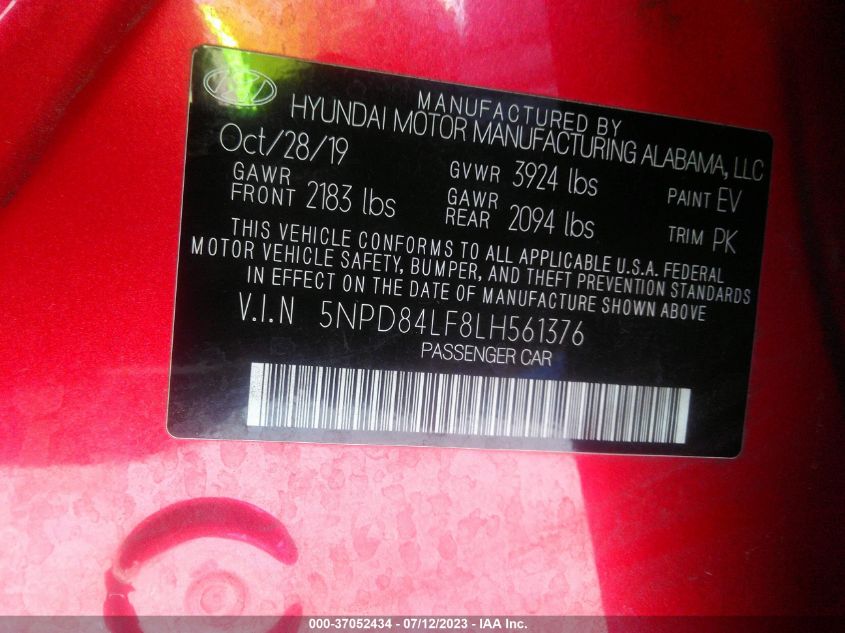 MANUFACTURED BY
HYUNDAI MOTOR MANUFACTURING ALABAMA, LLC
Oct/28/19
GAWR
FRONT 2183 lbs
GVWR 3924 lbs
GAWR
REAR 2094 lbs
PAINT EV
TRIM PK
THIS VEHICLE CONFORMS TO ALL APPLICABLE U.S.A. FEDERAL
MOTOR VEHICLE SAFETY, BUMPER, AND THEFT PREVENTION STANDARDS
IN EFFECT ON THE DATE OF MANUFACTURE SHOWN ABOVE
V.I.N 5NPD84LF8LH561376
PASSENGER CAR
000-37052434 - 07/12/2023 - IAA Inc.